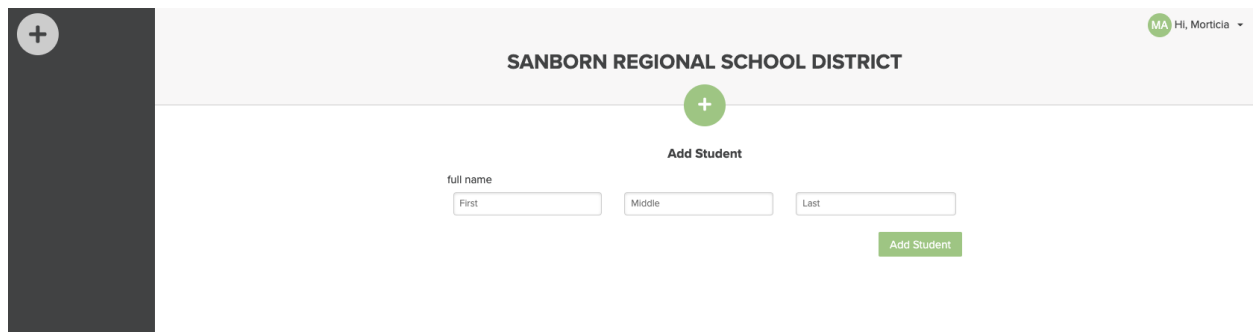 MA Hi, Morticia
SANBORN REGIONAL SCHOOL DISTRICT
Add Student
full name
First Middle Last
Add Student